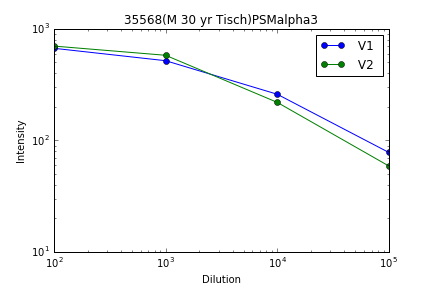 35568(M 30 yr Tisch)PSMalpha3
10³
V1
V2
10²
Intensity
10¹
10² 10³ 10⁴ 10⁵
Dilution